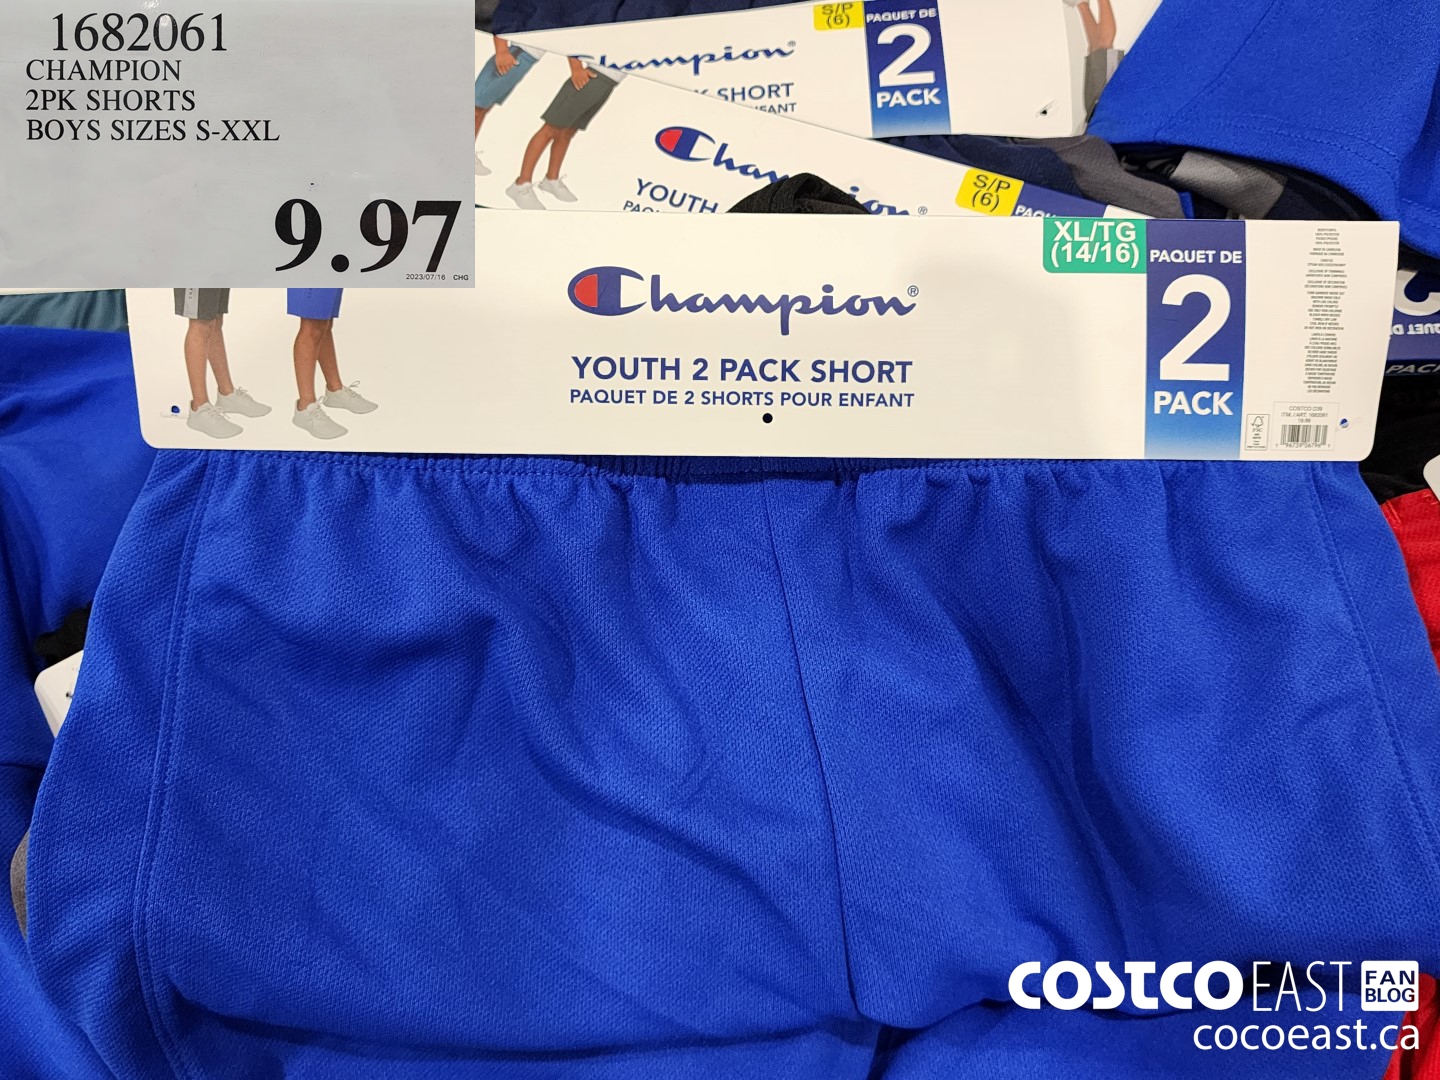 1682061
CHAMPION
2PK SHORTS
BOYS SIZES S-XXL
9.97
2023/07/16 CHG
Champion®
SHORT
S/P
(6)
PAQUET DE
2
PACK
Champion®
YOUTH
S/P
(6)
Champion®
YOUTH 2 PACK SHORT
PAQUET DE 2 SHORTS POUR ENFANT
XL/TG
(14/16)
PAQUET DE
2
PACK
COSTCO EAST FAN BLOG
cocoeast.ca